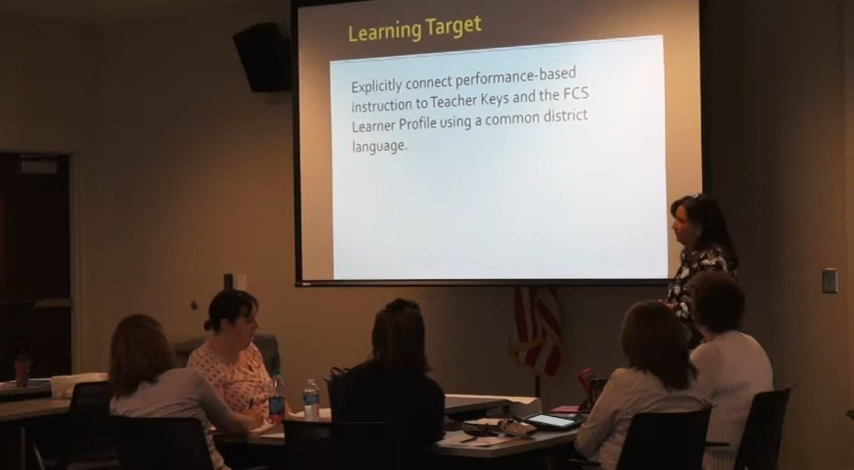 Learning Target
Explicitly connect performance-based
instruction to Teacher Keys and the FCS
Learner Profile using a common district
language.